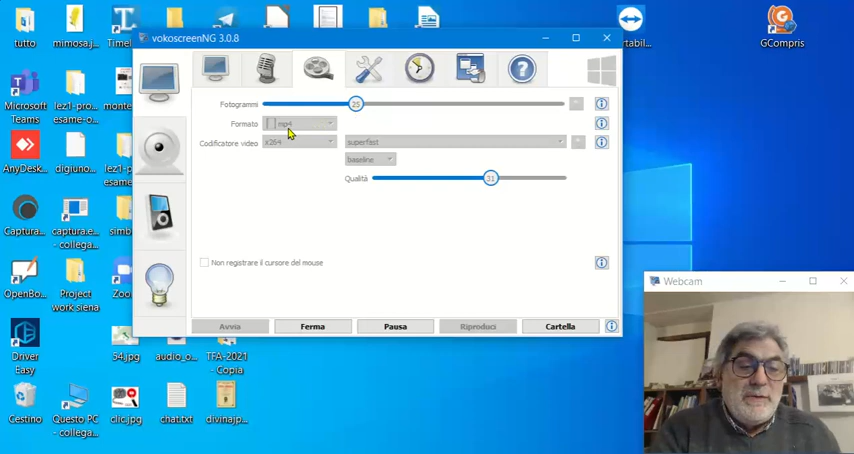 tutto
mimosa.j...
Timel
portabil...
GCompris
vokoscreenNG 3.0.8
Microsoft Teams
lez1-pro... esame-o...
monte
AnyDesk...
digiuno...
lez1-p esame
Captura...
captura.e... - collega...
simb
OpenBo...
Project work siena
Zoo
Driver Easy
54.jpg
audio_o...
TFA-2021 - Copia
Cestino
Questo PC - collega...
clic.jpg
chat.txt
divinajp...
Fotogrammi
25
Formato
mp4
Codificatore video
x264
superfast
baseline
Qualità
31
Non registrare il cursore del mouse
Avvia
Ferma
Pausa
Riproduci
Cartella
Webcam